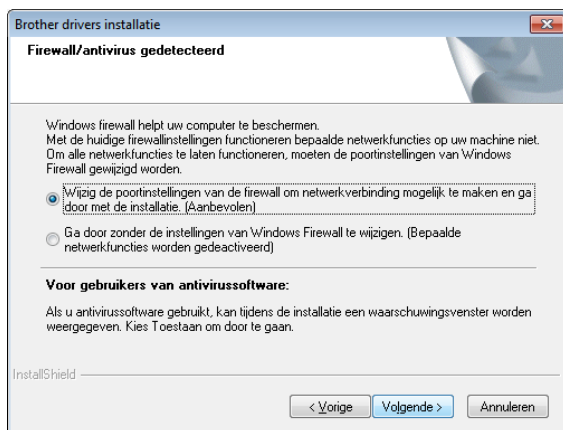 Brother drivers installatie
Firewall/antivirus gedetecteerd
Windows firewall helpt uw computer te beschermen.
Met de huidige firewallinstellingen functioneren bepaalde netwerkfuncties op uw machine niet.
Om alle netwerkfuncties te laten functioneren, moeten de poortinstellingen van Windows
Firewall gewijzigd worden.
Wijzig de poortinstellingen van de firewall om netwerkverbinding mogelijk te maken en ga
door met de installatie. (Aanbevolen)
Ga door zonder de instellingen van Windows Firewall te wijzigen. (Bepaalde
netwerkfuncties worden gedeactiveerd)
Voor gebruikers van antivirussoftware:
Als u antivirussoftware gebruikt, kan tijdens de installatie een waarschuwingsvenster worden
weergegeven. Kies Toestaan om door te gaan.
InstallShield
< Vorige Volgende > Annuleren